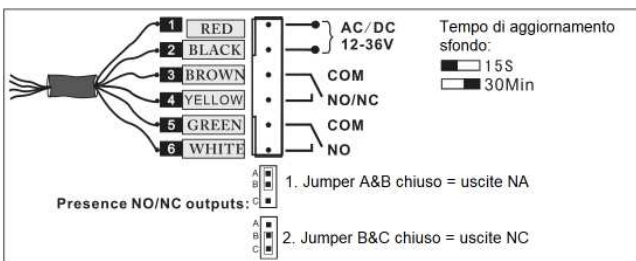 1 RED
2 BLACK
3 BROWN
4 YELLOW
5 GREEN
6 WHITE
AC/DC
12-36V
COM
NO/NC
COM
NO
Tempo di aggiornamento
sfondo:
15S
30Min
Presence NO/NC outputs:
A
B
C
1. Jumper A&B chiuso = uscite NA
A
B
C
2. Jumper B&C chiuso = uscite NC